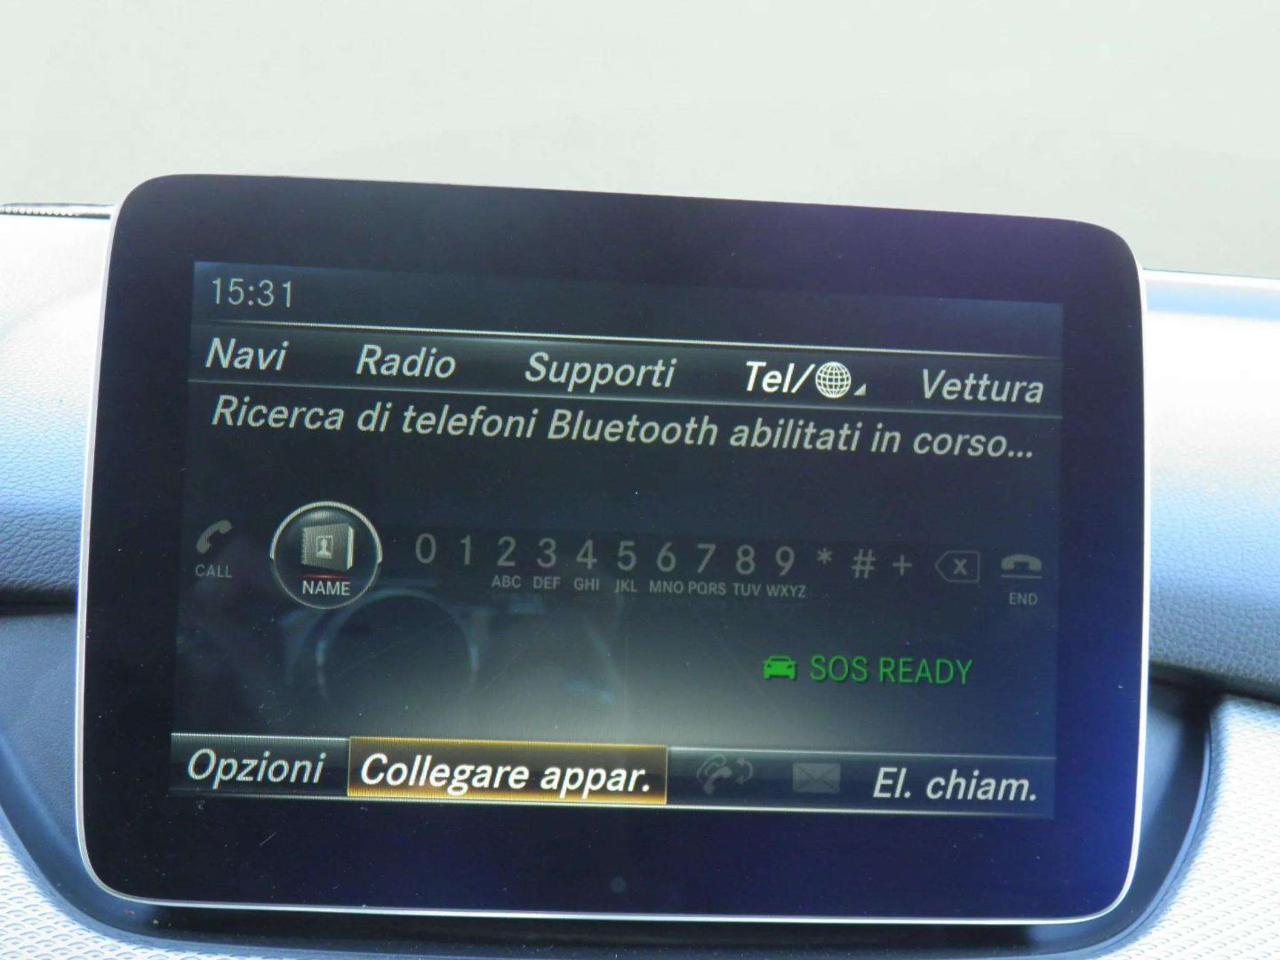 15:31
Navi Radio Supporti Tel/ Vettura
Ricerca di telefoni Bluetooth abilitati in corso...
CALL NAME 0 1 2 3 4 5 6 7 8 9 * # + X END
ABC DEF GHI JKL MNO PQRS TUV WXYZ
SOS READY
Opzioni Collegare appar. El. chiam.